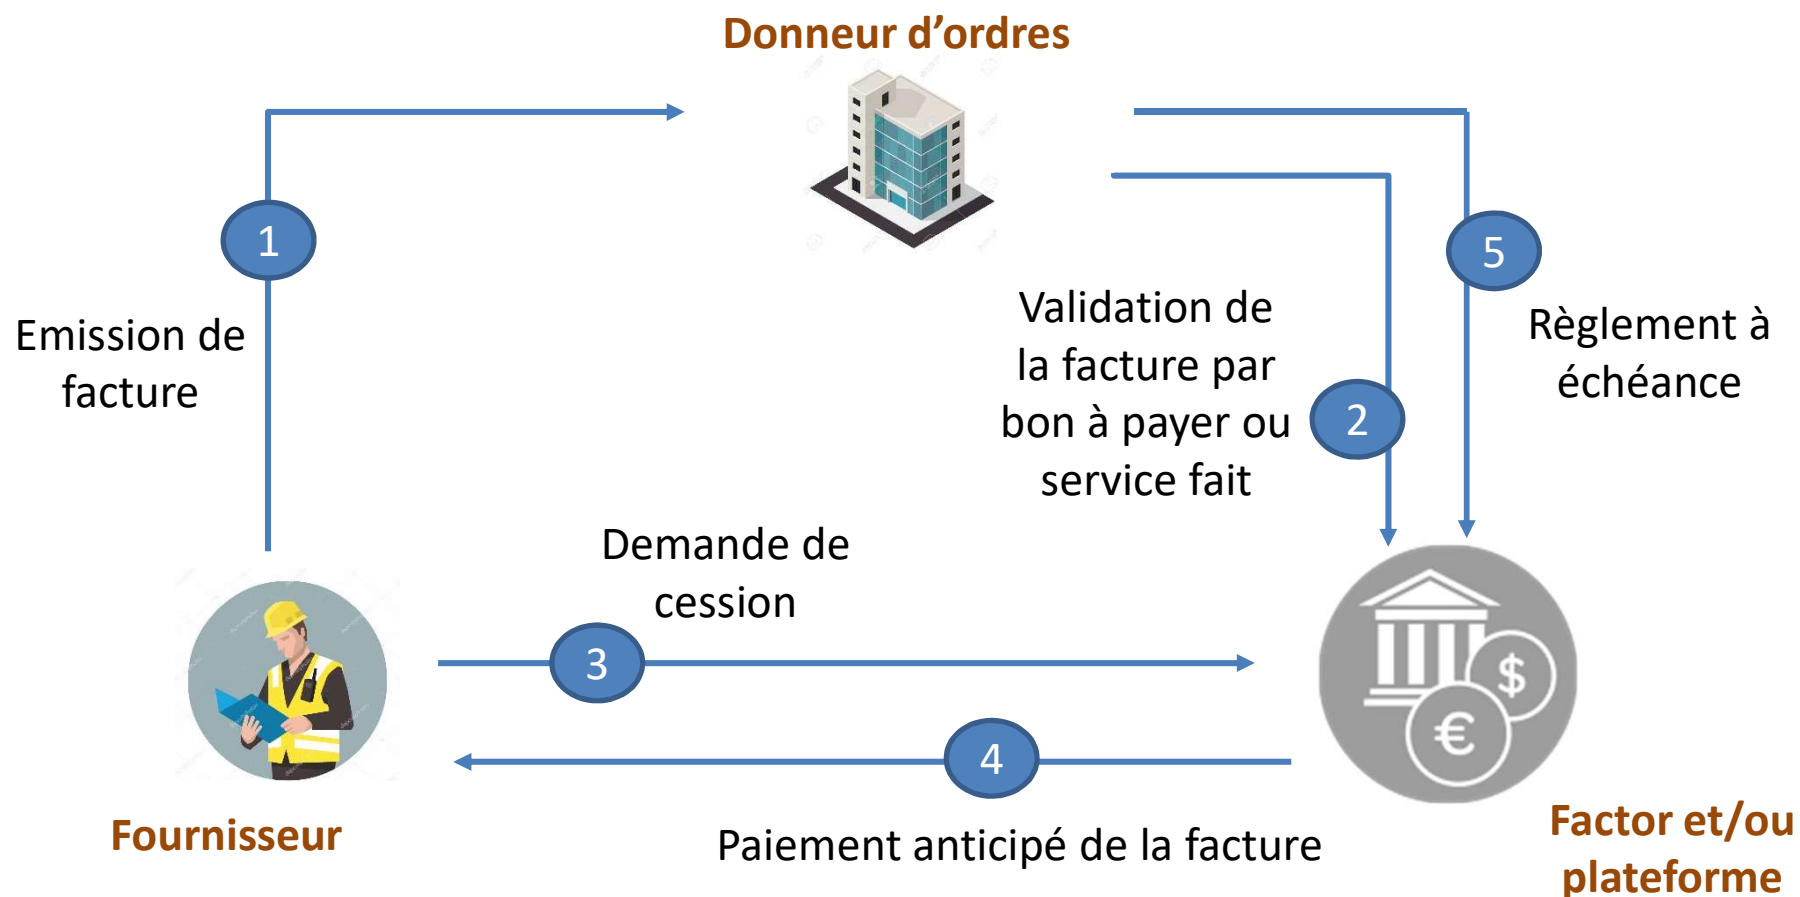 Donneur d’ordres
1
Emission de
facture
Validation de
la facture par
bon à payer ou
service fait
2
5
Règlement à
échéance
Demande de
cession
3
4
Paiement anticipé de la facture
$
€
Fournisseur
Factor et/ou
plateforme